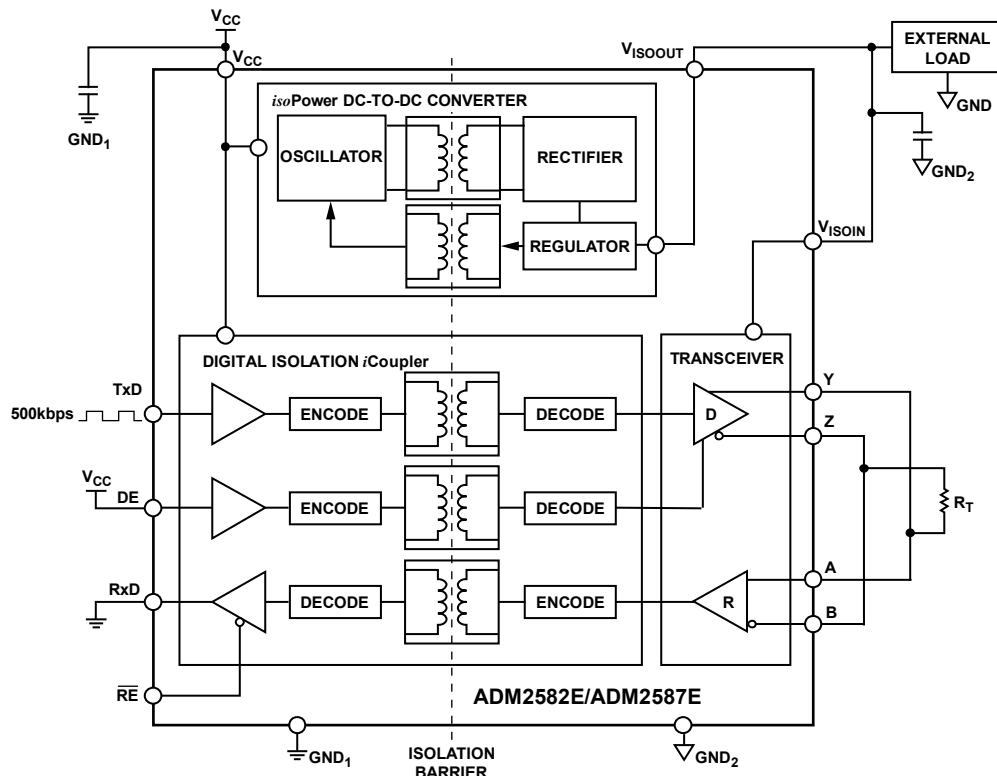 VCC
VCC
VISOOUT
EXTERNAL
LOAD
GND
GND1
GND2
isoPower DC-TO-DC CONVERTER
OSCILLATOR
RECTIFIER
REGULATOR
VISOIN
DIGITAL ISOLATION iCoupler
TRANSCEIVER
TxD
500kbps
ENCODE
DECODE
D
Y
Z
VCC
DE
ENCODE
DECODE
RT
RxD
DECODE
ENCODE
R
A
B
RE
ADM2582E/ADM2587E
GND1
ISOLATION
BARRIER
GND2